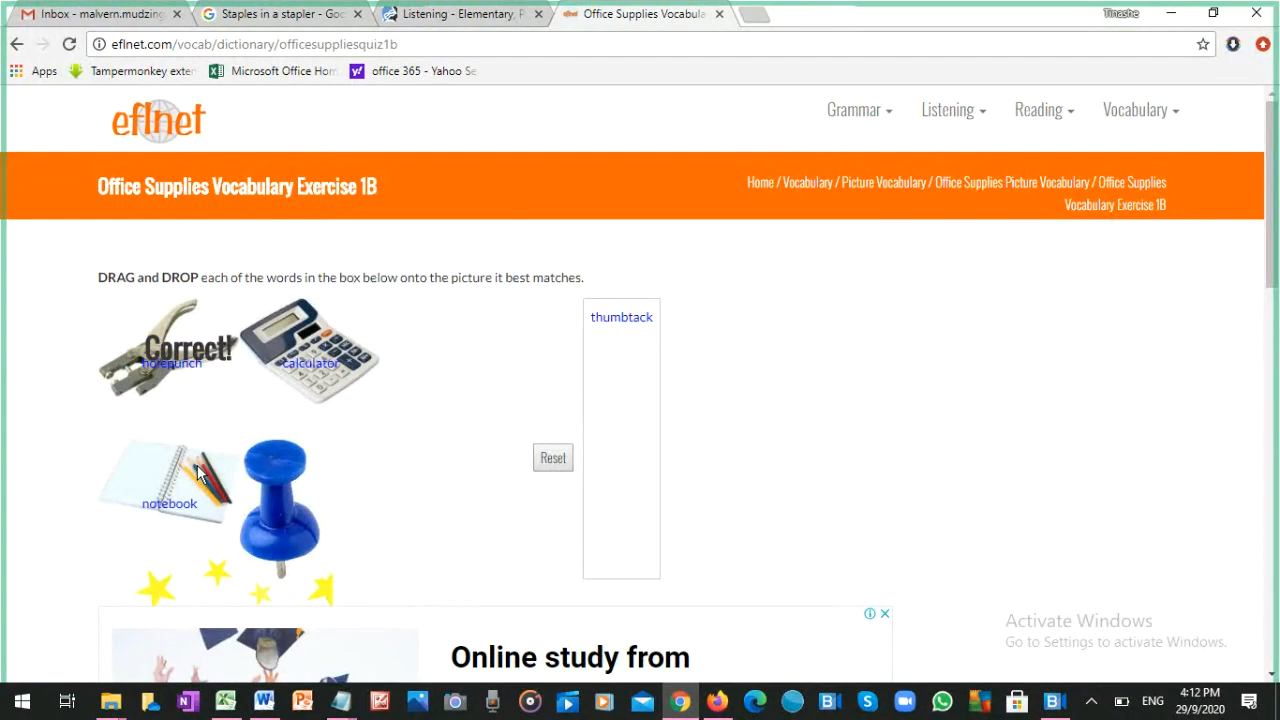 Inbox - malvern.mudzing
Staples in a stapler - Goo
Listening - Elementary, P
Office Supplies Vocabula
Tinashe
eflnet.com/vocab/dictionary/officesuppliesquiz1b
Apps
Tampermonkey exten
Microsoft Office Hom
office 365 - Yahoo Se
eflnet
Grammar
Listening
Reading
Vocabulary
Office Supplies Vocabulary Exercise 1B
Home / Vocabulary / Picture Vocabulary / Office Supplies Picture Vocabulary / Office Supplies
Vocabulary Exercise 1B
DRAG and DROP each of the words in the box below onto the picture it best matches.
thumbtack
Correct!
holepunch
calculator
Reset
notebook
Online study from
Activate Windows
Go to Settings to activate Windows.
ENG
4:12 PM
29/9/2020